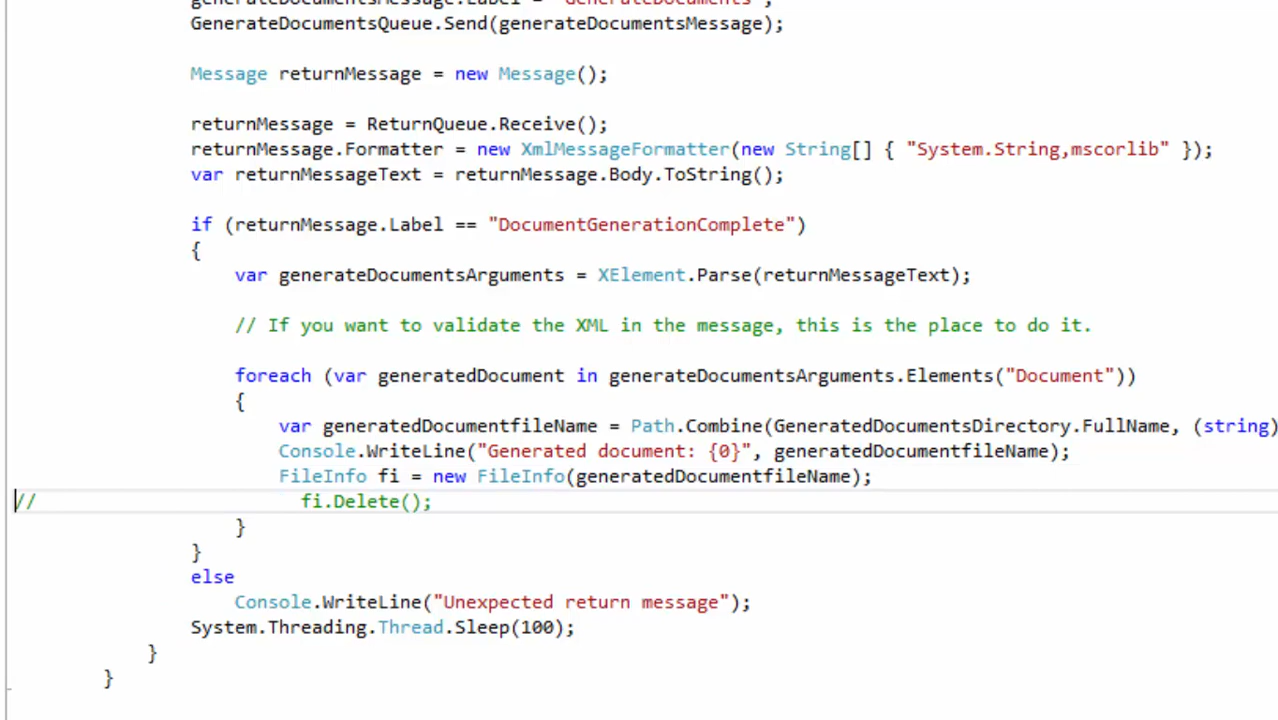 GenerateDocumentsQueue.Send(generateDocumentsMessage);
Message returnMessage = new Message();
returnMessage = ReturnQueue.Receive();
returnMessage.Formatter = new XmlMessageFormatter(new String[] { "System.String,mscorlib" });
var returnMessageText = returnMessage.Body.ToString();
if (returnMessage.Label == "DocumentGenerationComplete")
{
var generateDocumentsArguments = XElement.Parse(returnMessageText);
// If you want to validate the XML in the message, this is the place to do it.
foreach (var generatedDocument in generateDocumentsArguments.Elements("Document"))
{
var generatedDocumentfileName = Path.Combine(GeneratedDocumentsDirectory.FullName, (string)
Console.WriteLine("Generated document: {0}", generatedDocumentfileName);
FileInfo fi = new FileInfo(generatedDocumentfileName);
// fi.Delete();
}
}
else
Console.WriteLine("Unexpected return message");
System.Threading.Thread.Sleep(100);
}
}